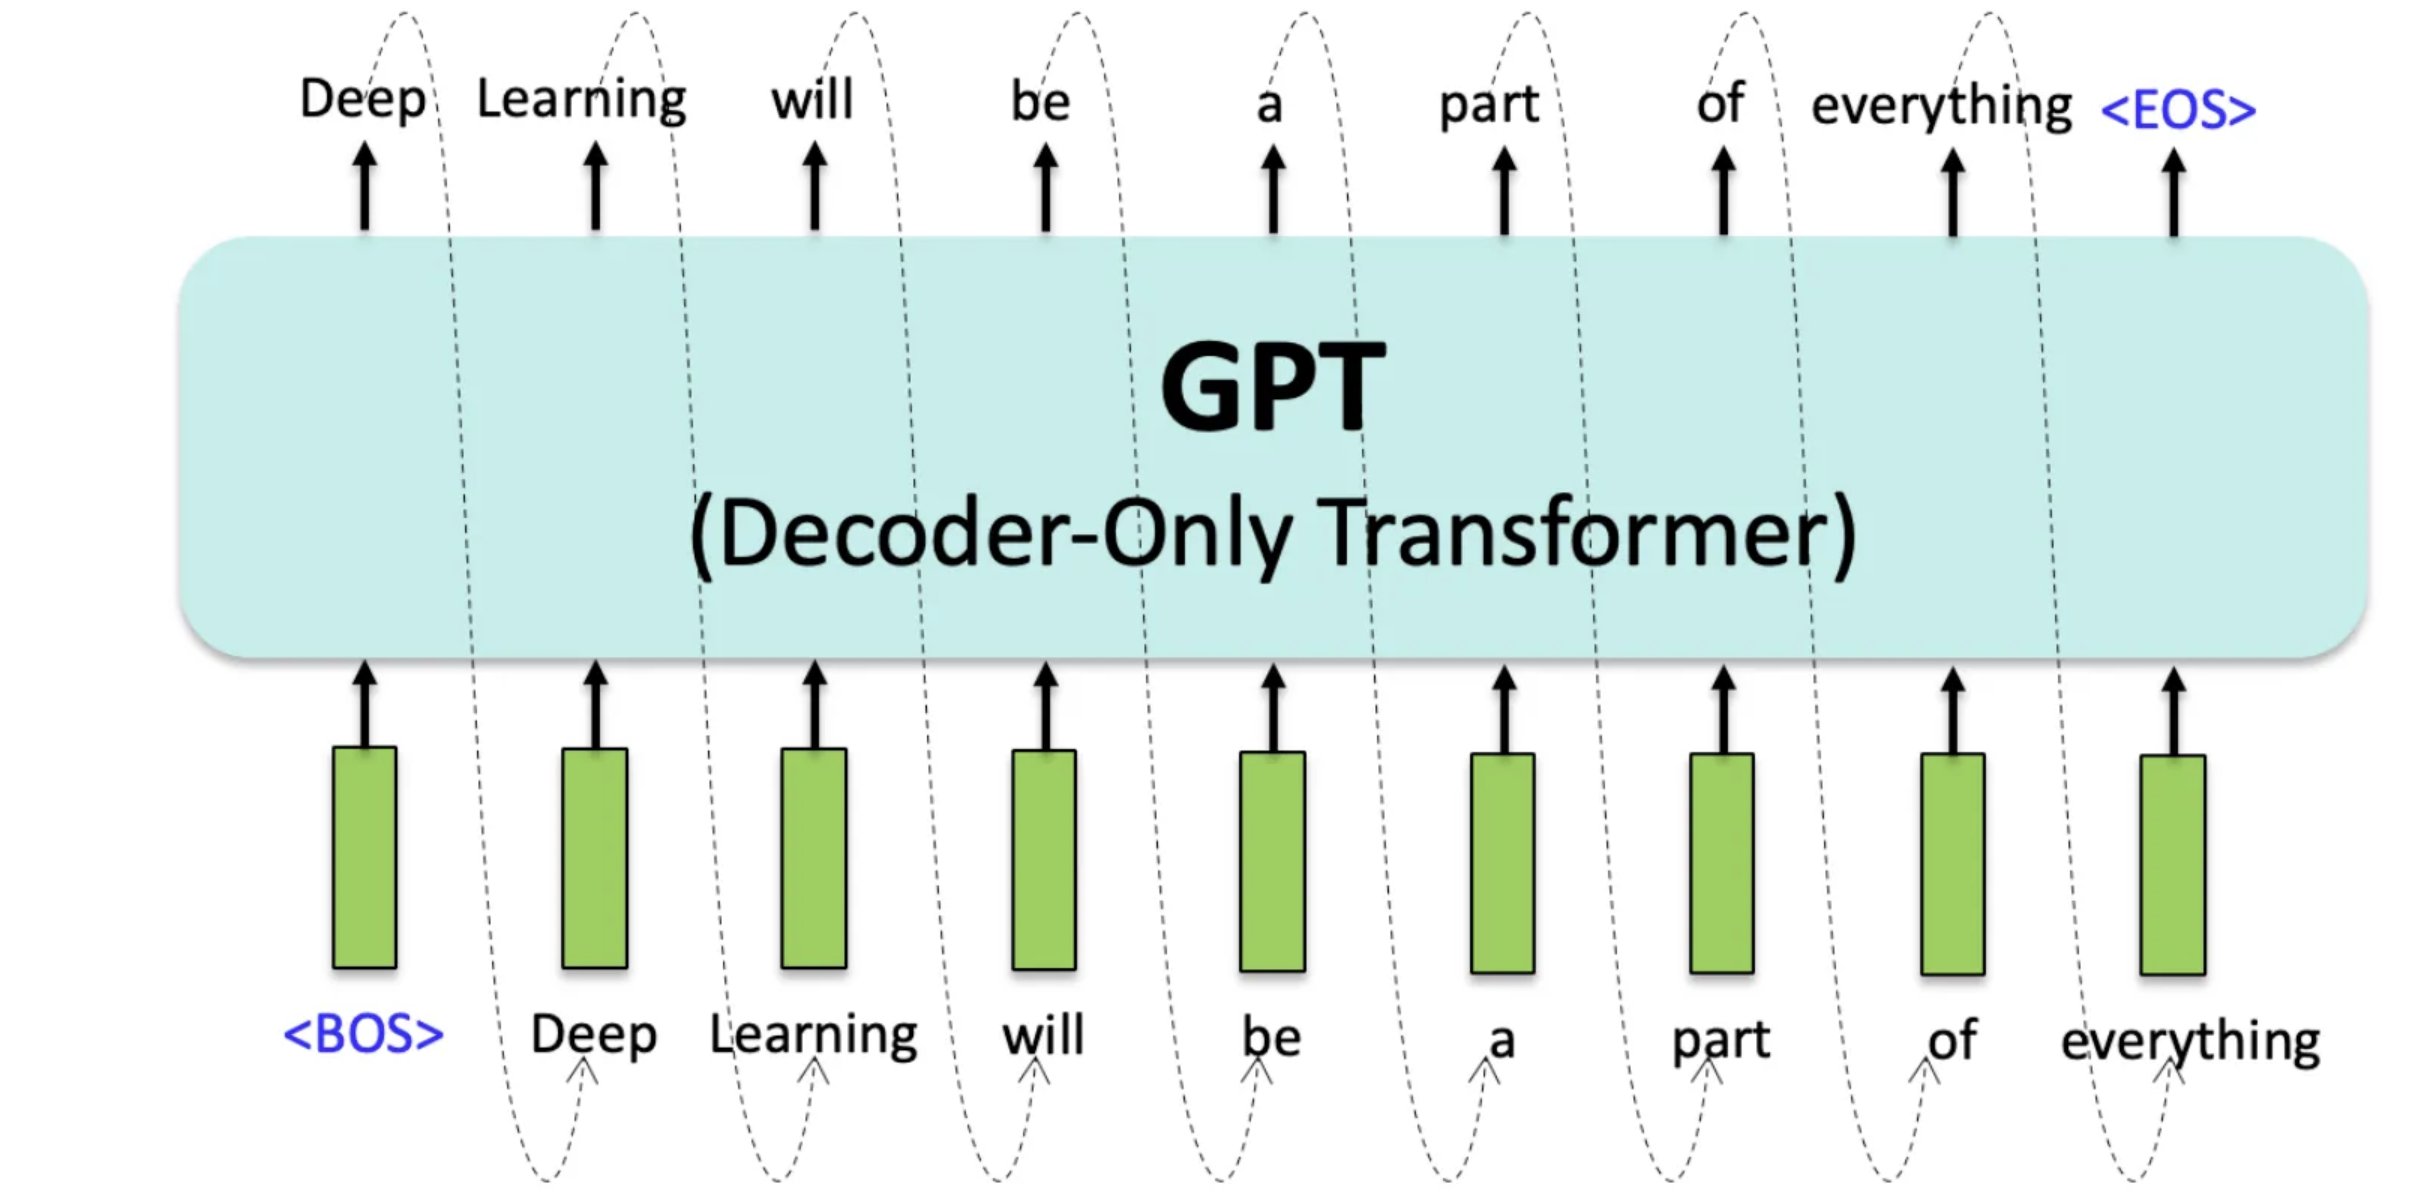 Deep Learning will be a part of everything <EOS>
GPT
(Decoder-Only Transformer)
<BOS> Deep Learning will be a part of everything